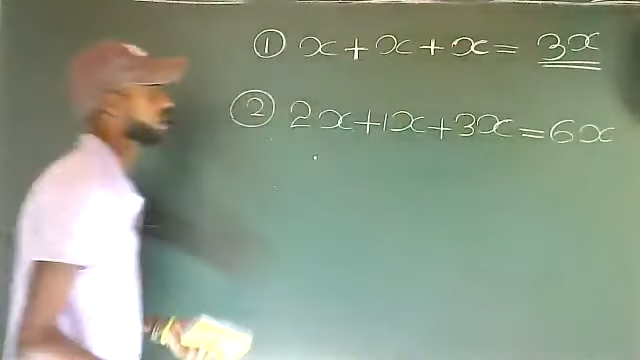 ① x + x + x = 3x
② 2x + 1x + 3x = 6x